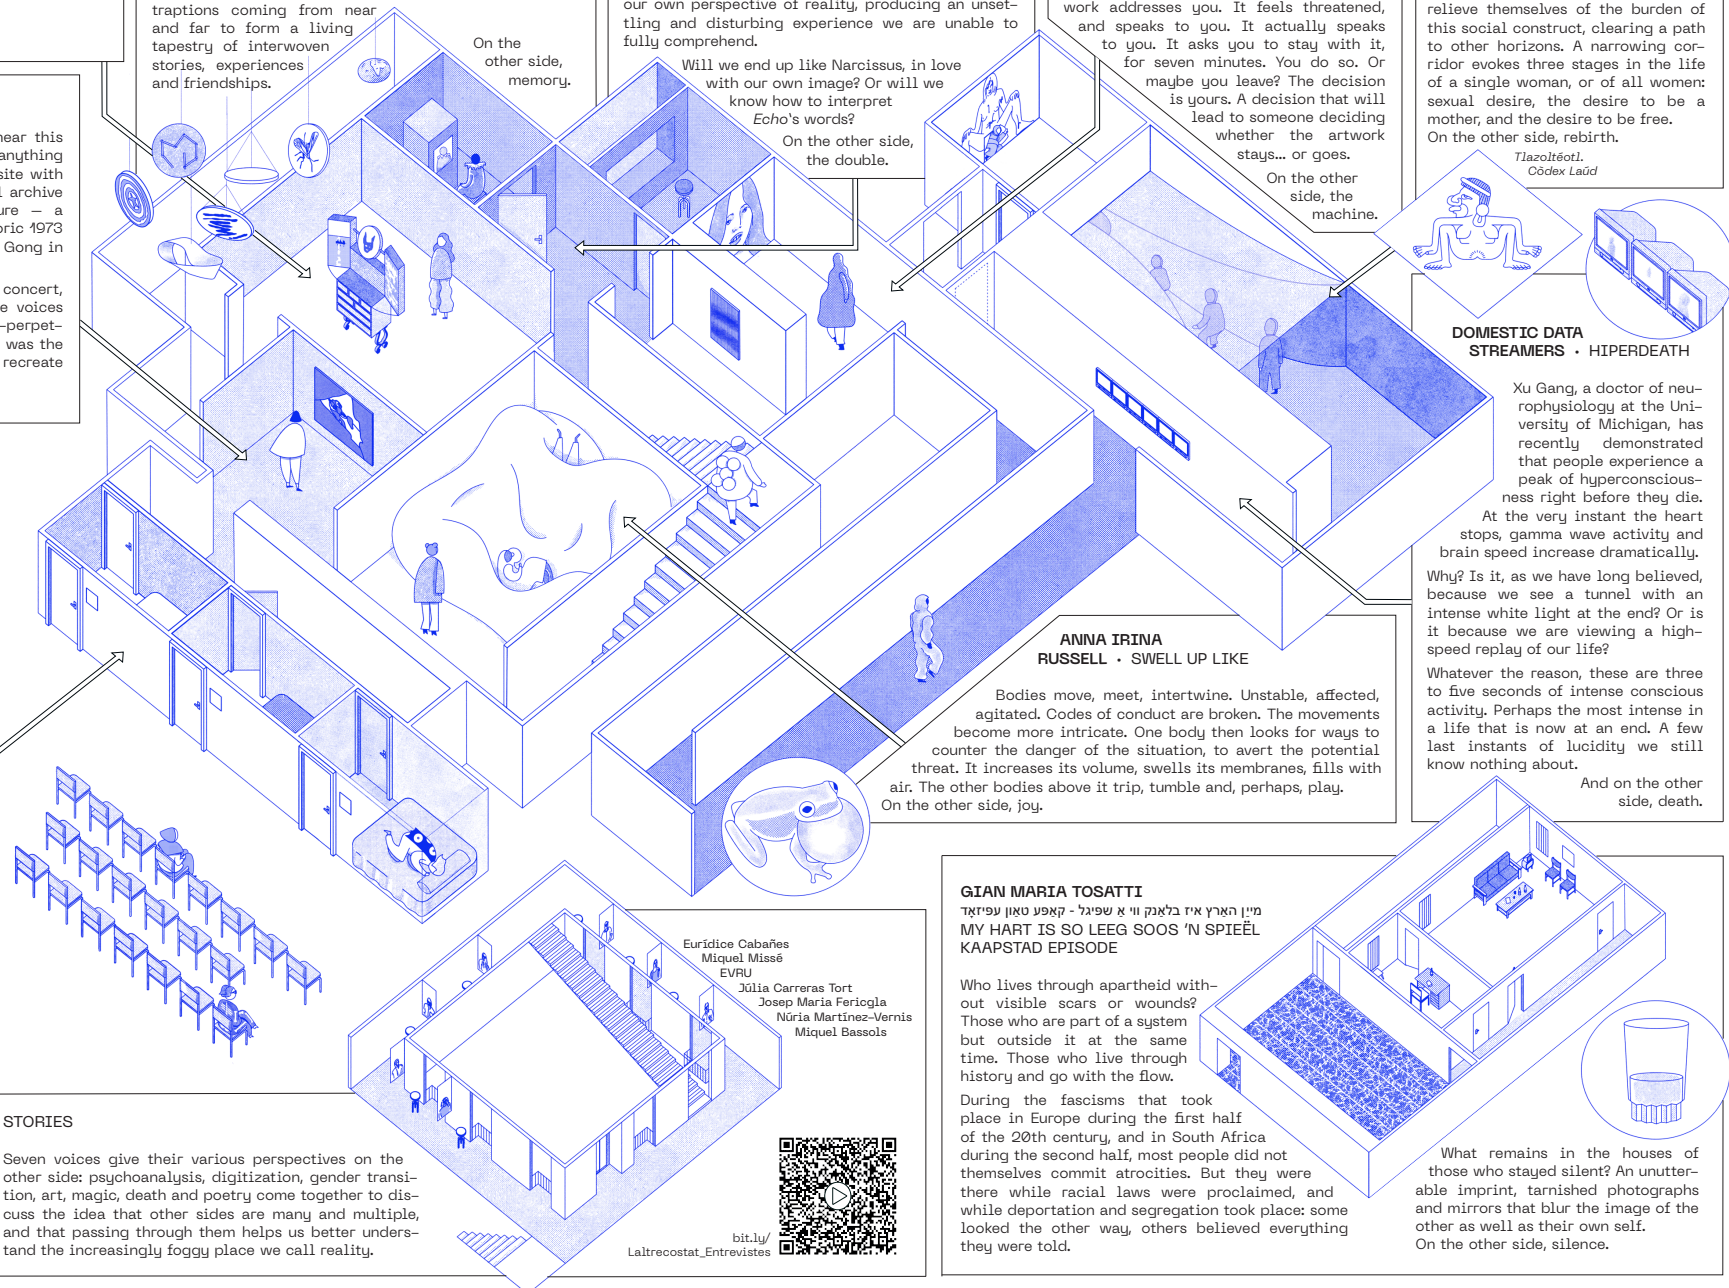 traptions coming from near
and far to form a living
tapestry of interwoven
stories, experiences
and friendships.
On the
other side,
memory.
our own perspective of reality, producing an unset-
tling and disturbing experience we are unable to
fully comprehend.
Will we end up like Narcissus, in love
with our own image? Or will we
know how to interpret
Echo's words?
On the other side,
the double.
work addresses you. It feels threatened,
and speaks to you. It actually speaks
to you. It asks you to stay with it,
for seven minutes. You do so. Or
maybe you leave? The decision
is yours. A decision that will
lead to someone deciding
whether the artwork
stays... or goes.
On the other
side, the
machine.
relieve themselves of the burden of
this social construct, clearing a path
to other horizons. A narrowing cor-
ridor evokes three stages in the life
of a single woman, or of all women:
sexual desire, the desire to be a
mother, and the desire to be free.
On the other side, rebirth.
Tlazoltéotl.
Códex Laúd
near this
anything
site with
l archive
ure – a
oric 1973
Gong in
concert,
e voices
-perpet-
was the
recreate
DOMESTIC DATA
STREAMERS • HIPERDEATH
Xu Gang, a doctor of neu-
rophysiology at the Uni-
versity of Michigan, has
recently demonstrated
that people experience a
peak of hyperconscious-
ness right before they die.
At the very instant the heart
stops, gamma wave activity and
brain speed increase dramatically.
Why? Is it, as we have long believed,
because we see a tunnel with an
intense white light at the end? Or is
it because we are viewing a high-
speed replay of our life?
Whatever the reason, these are three
to five seconds of intense conscious
activity. Perhaps the most intense in
a life that is now at an end. A few
last instants of lucidity we still
know nothing about.
And on the other
side, death.
ANNA IRINA
RUSSELL • SWELL UP LIKE
Bodies move, meet, intertwine. Unstable, affected,
agitated. Codes of conduct are broken. The movements
become more intricate. One body then looks for ways to
counter the danger of the situation, to avert the potential
threat. It increases its volume, swells its membranes, fills with
air. The other bodies above it trip, tumble and, perhaps, play.
On the other side, joy.
GIAN MARIA TOSATTI
מיין האַרץ איז בלאַנק ווי אַ שפּיגל - קאַפּע טאַון עפּיזאָד
MY HART IS SO LEEG SOOS 'N SPIEËL
KAAPSTAD EPISODE
Who lives through apartheid with-
out visible scars or wounds?
Those who are part of a system
but outside it at the same
time. Those who live through
history and go with the flow.
During the fascisms that took
place in Europe during the first half
of the 20th century, and in South Africa
during the second half, most people did not
themselves commit atrocities. But they were
there while racial laws were proclaimed, and
while deportation and segregation took place: some
looked the other way, others believed everything
they were told.
What remains in the houses of
those who stayed silent? An unutter-
able imprint, tarnished photographs
and mirrors that blur the image of the
other as well as their own self.
On the other side, silence.
Eurídice Cabañes
Miquel Missé
EVRU
Júlia Carreras Tort
Josep Maria Fericgla
Núria Martínez-Vernis
Miquel Bassols
STORIES
Seven voices give their various perspectives on the
other side: psychoanalysis, digitization, gender transi-
tion, art, magic, death and poetry come together to dis-
cuss the idea that other sides are many and multiple,
and that passing through them helps us better unders-
tand the increasingly foggy place we call reality.
bit.ly/
Laltrecostat_Entrevistes